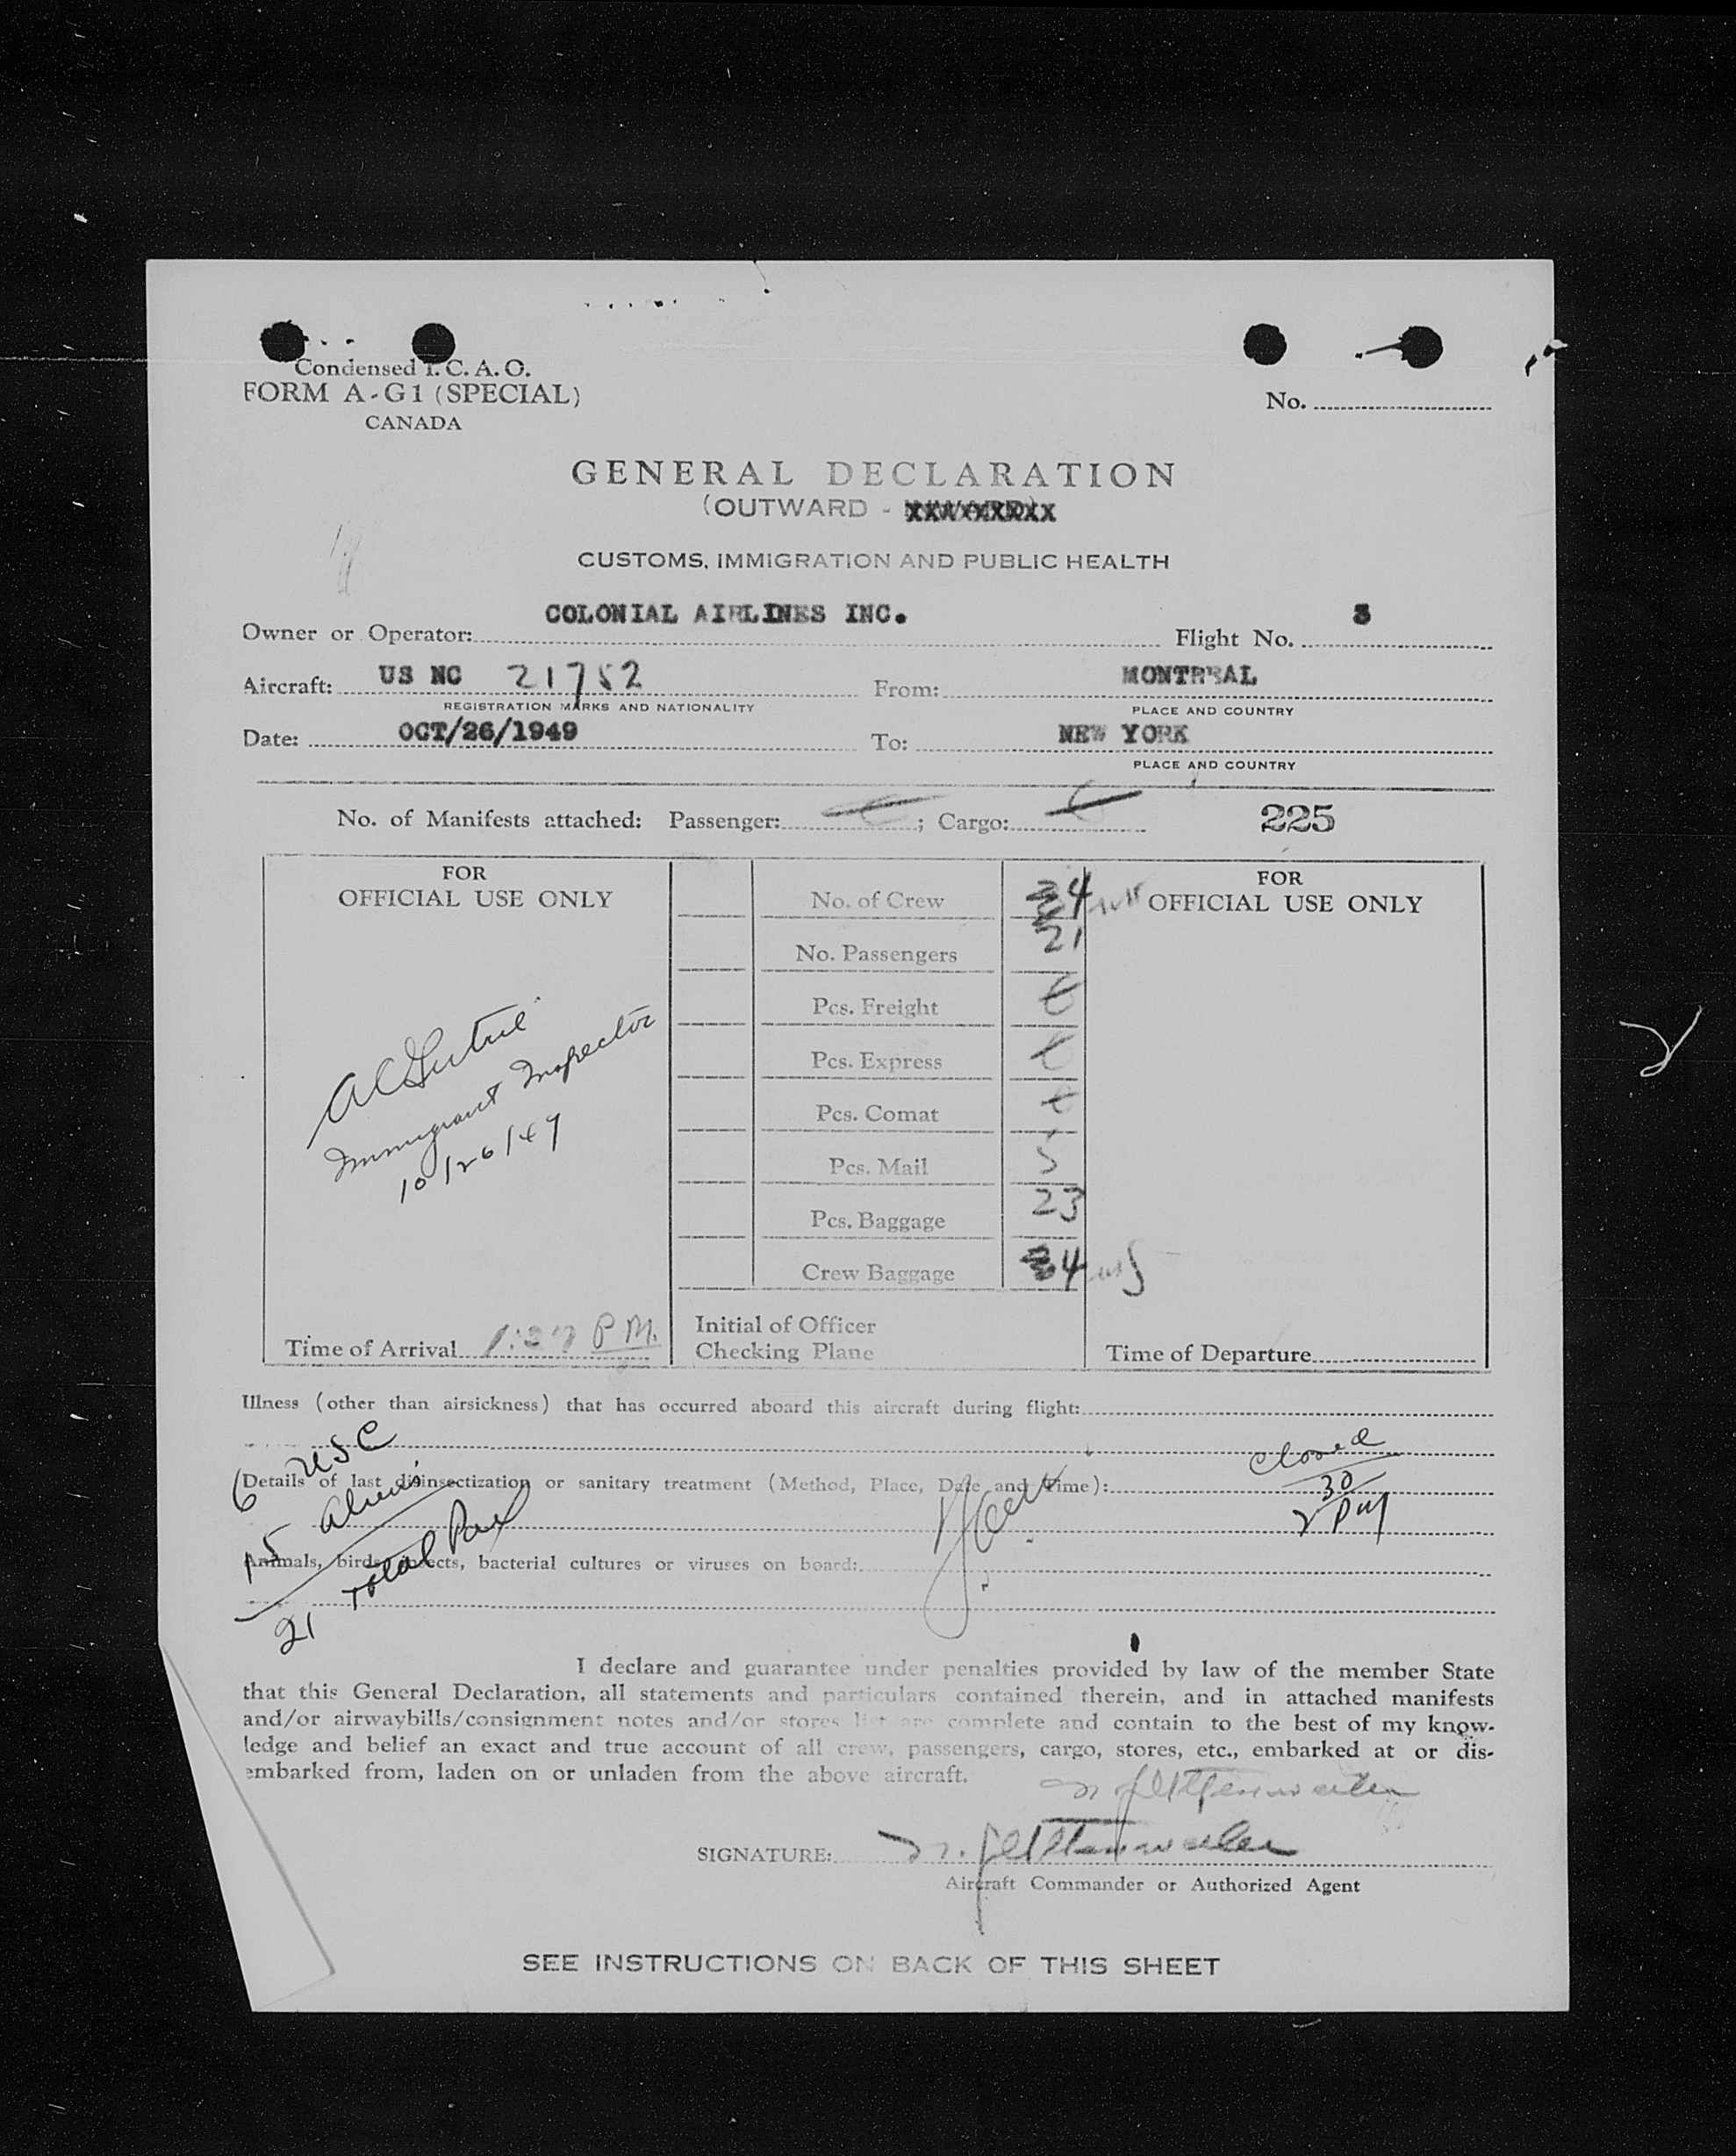 Condensed I. C. A. O.
FORM A-G1 (SPECIAL)
CANADA
No.
GENERAL DECLARATION
(OUTWARD -
CUSTOMS, IMMIGRATION AND PUBLIC HEALTH
Owner or Operator: COLONIAL AIRLINES INC. Flight No. 3
Aircraft: US NC 21752 From: MONTREAL
REGISTRATION MARKS AND NATIONALITY PLACE AND COUNTRY
Date: OCT/26/1949 To: NEW YORK
PLACE AND COUNTRY
No. of Manifests attached: Passenger: ; Cargo: 225
FOR
OFFICIAL USE ONLY
Immigrant Inspector
10/26/49
Time of Arrival 1:27 P.M.
No. of Crew 4
No. Passengers 21
Pcs. Freight
Pcs. Express
Pcs. Comat
Pcs. Mail 5
Pcs. Baggage 23
Crew Baggage 4
Initial of Officer
Checking Plane
FOR
OFFICIAL USE ONLY
Time of Departure
Illness (other than airsickness) that has occurred aboard this aircraft during flight:
6 USC
Closed
Details of last disinsectization or sanitary treatment (Method, Place, Date and Time):
30
15 Aliens
2 PM
Animals, birds, insects, bacterial cultures or viruses on board:
21 Total Pax
I declare and guarantee under penalties provided by law of the member State
that this General Declaration, all statements and particulars contained therein, and in attached manifests
and/or airwaybills/consignment notes and/or stores list are complete and contain to the best of my know-
ledge and belief an exact and true account of all crew, passengers, cargo, stores, etc., embarked at or dis-
embarked from, laden on or unladen from the above aircraft.
SIGNATURE:
Aircraft Commander or Authorized Agent
SEE INSTRUCTIONS ON BACK OF THIS SHEET